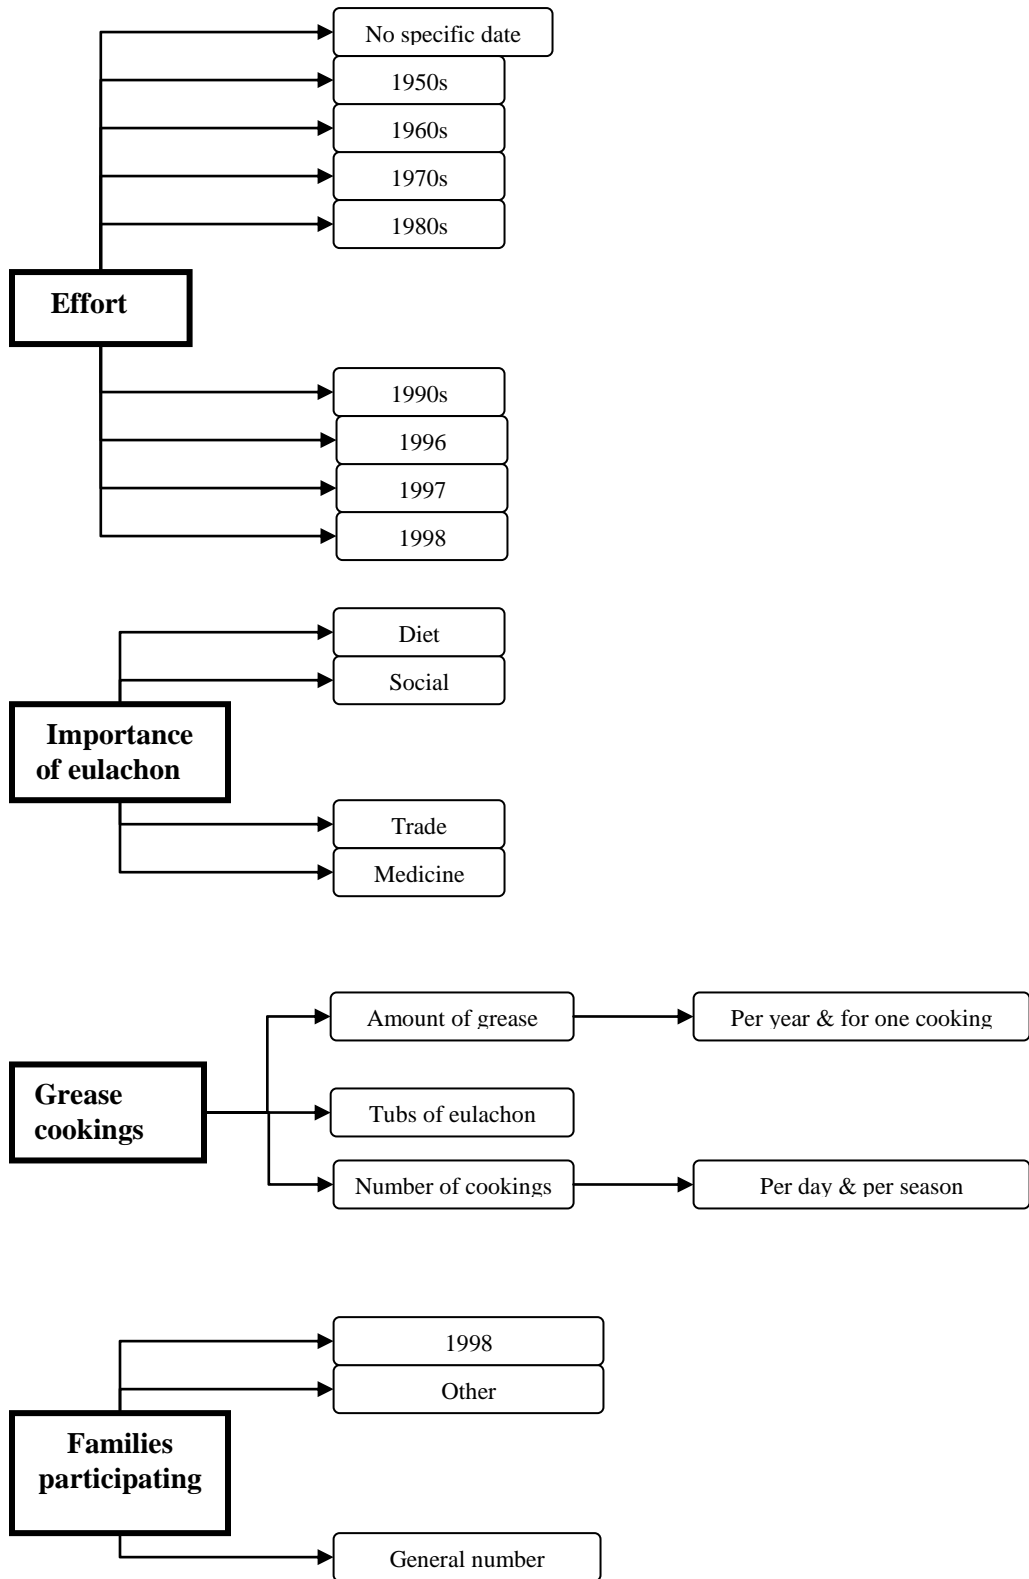 No specific date
1950s
1960s
1970s
1980s
Effort
1990s
1996
1997
1998
Diet
Social
Importance
of eulachon
Trade
Medicine
Amount of grease
Per year & for one cooking
Grease
cookings
Tubs of eulachon
Number of cookings
Per day & per season
1998
Other
Families
participating
General number